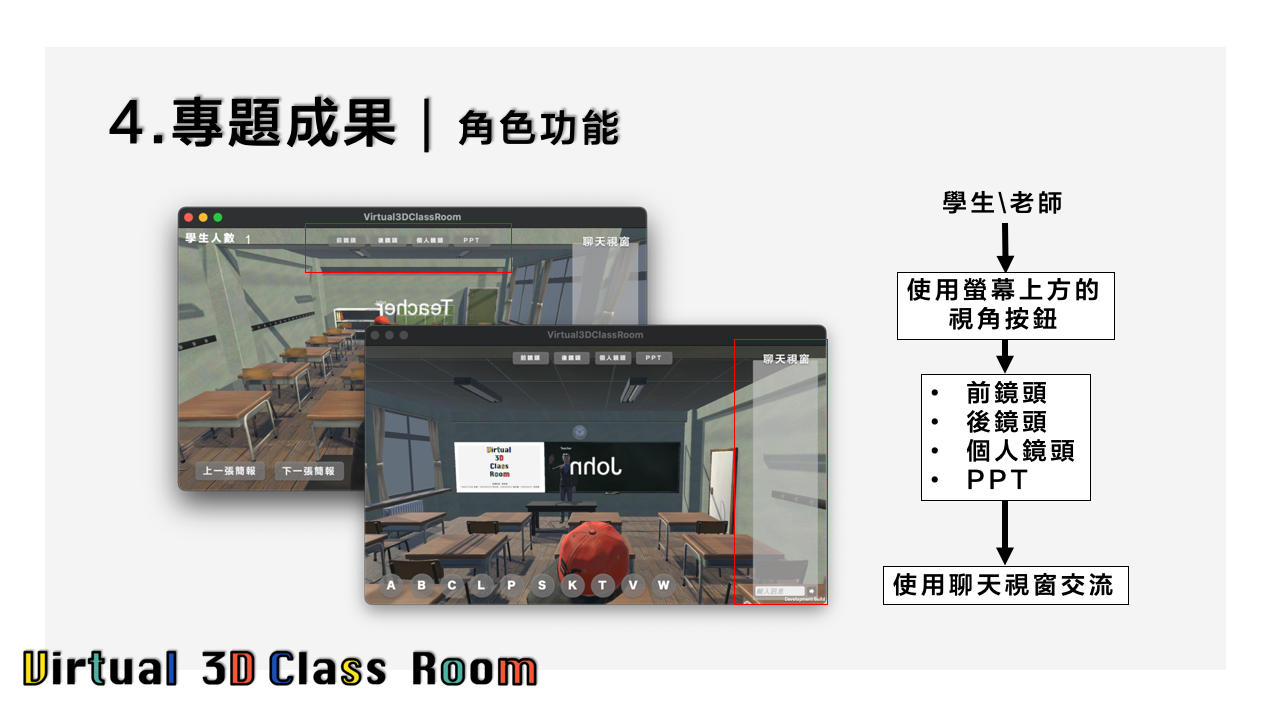 4.專題成果｜角色功能
Virtual3DClassRoom
學生人數 1
前鏡頭 後鏡頭 個人鏡頭 PPT
聊天視窗
Teacher
上一張簡報 下一張簡報
Virtual3DClassRoom
前鏡頭 後鏡頭 個人鏡頭 PPT
聊天視窗
Virtual
3D
Class
Room
Teacher
John
A B C L P S K T V W
輸入訊息
Development Build
學生\老師
使用螢幕上方的
視角按鈕
• 前鏡頭
• 後鏡頭
• 個人鏡頭
• PPT
使用聊天視窗交流
Virtual 3D Class Room